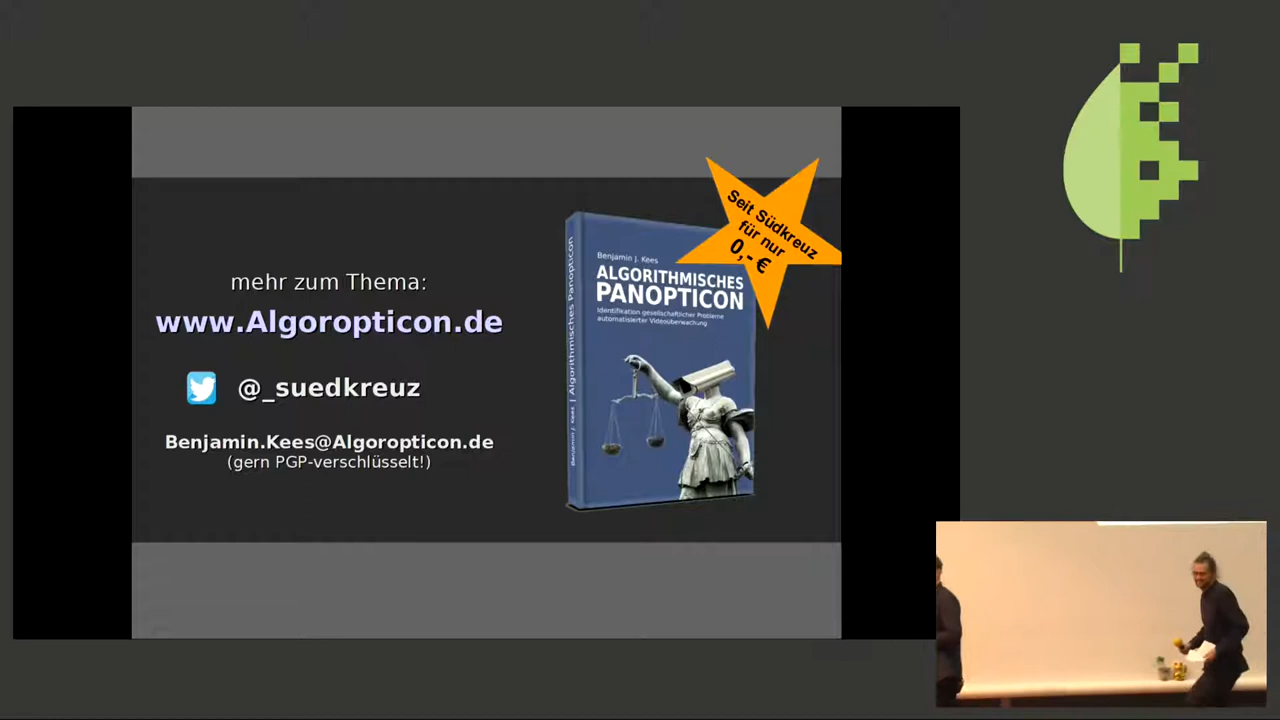 mehr zum Thema:
www.Algoropticon.de
@_suedkreuz
Benjamin.Kees@Algoropticon.de
(gern PGP-verschlüsselt!)
Seit Südkreuz
für nur
0,- €
Benjamin J. Kees
ALGORITHMISCHES
PANOPTICON
Identifikation gesellschaftlicher Probleme
automatisierter Videoüberwachung
Benjamin J. Kees | Algorithmisches Panopticon